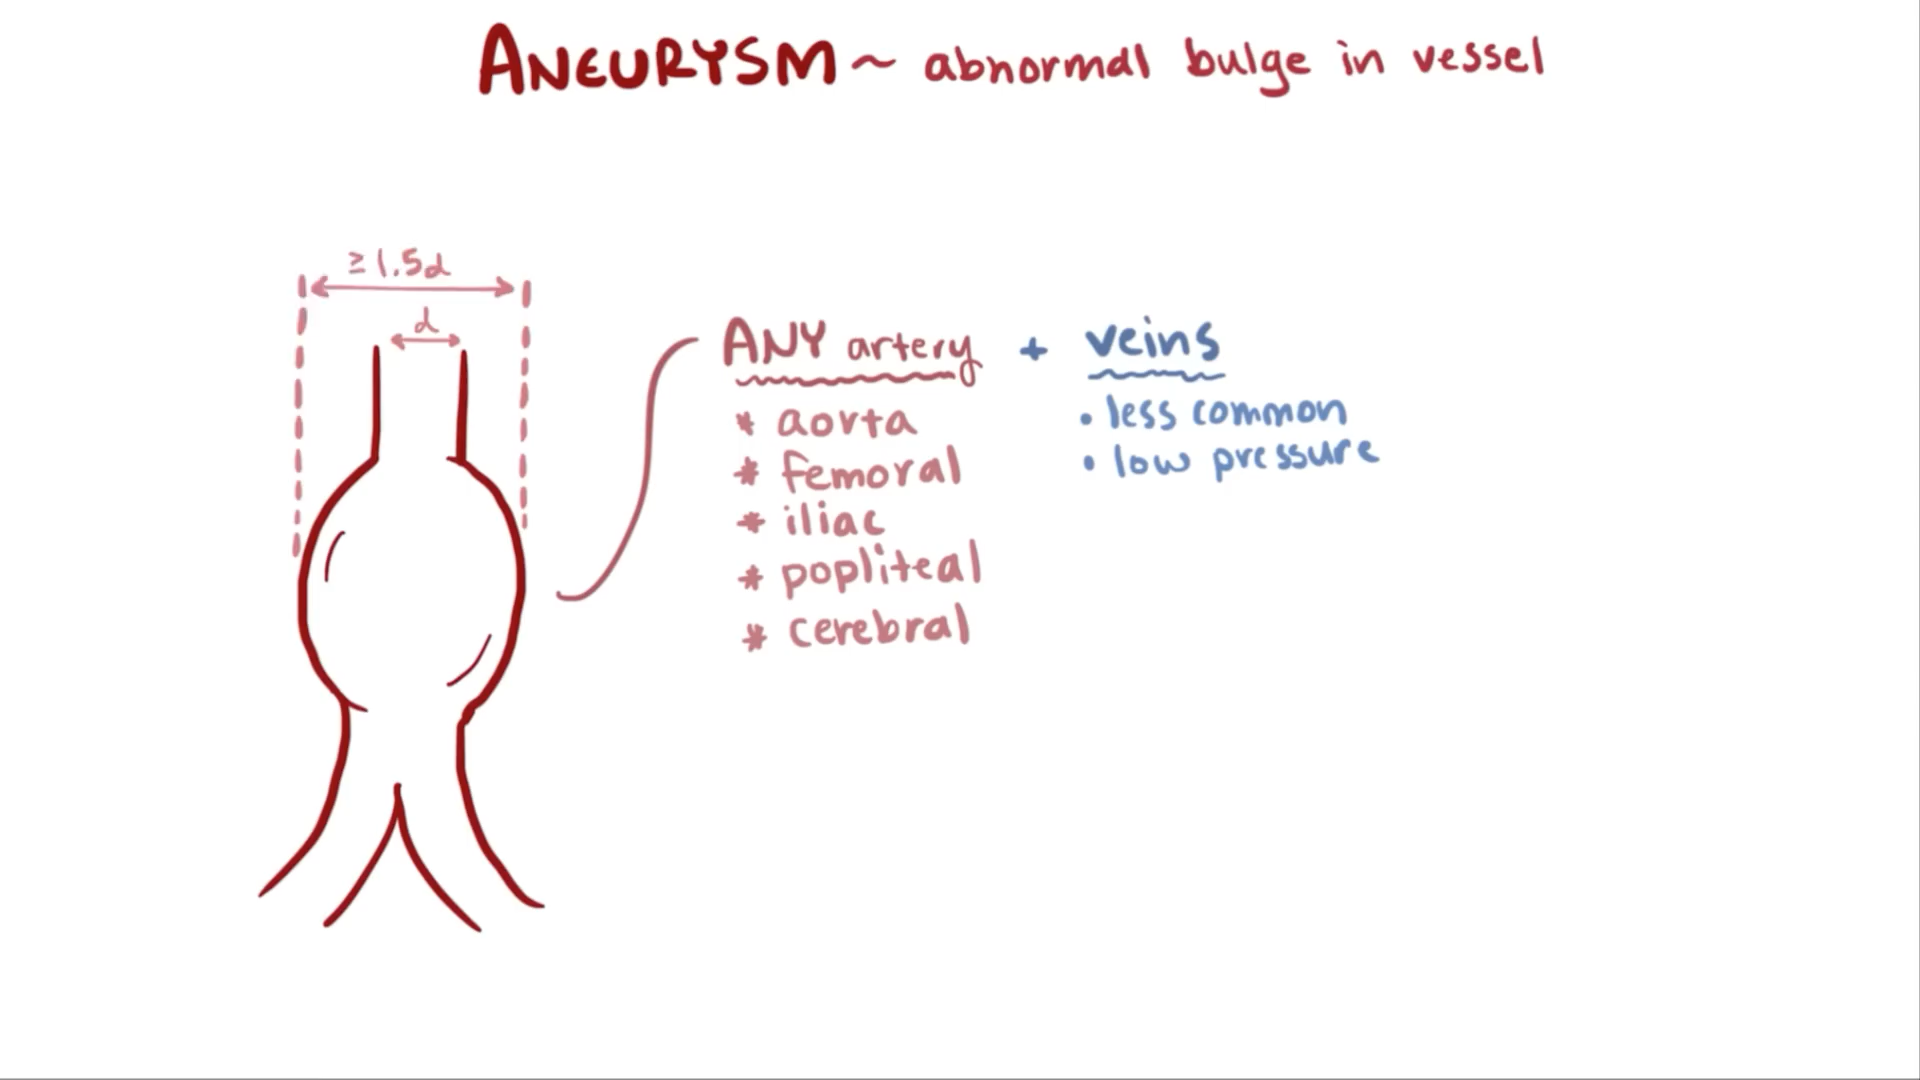 ANEURYSM ~ abnormal bulge in vessel
≥ 1.5d
d
ANY artery + veins
* aorta
* femoral
* iliac
* popliteal
* cerebral
• less common
• low pressure